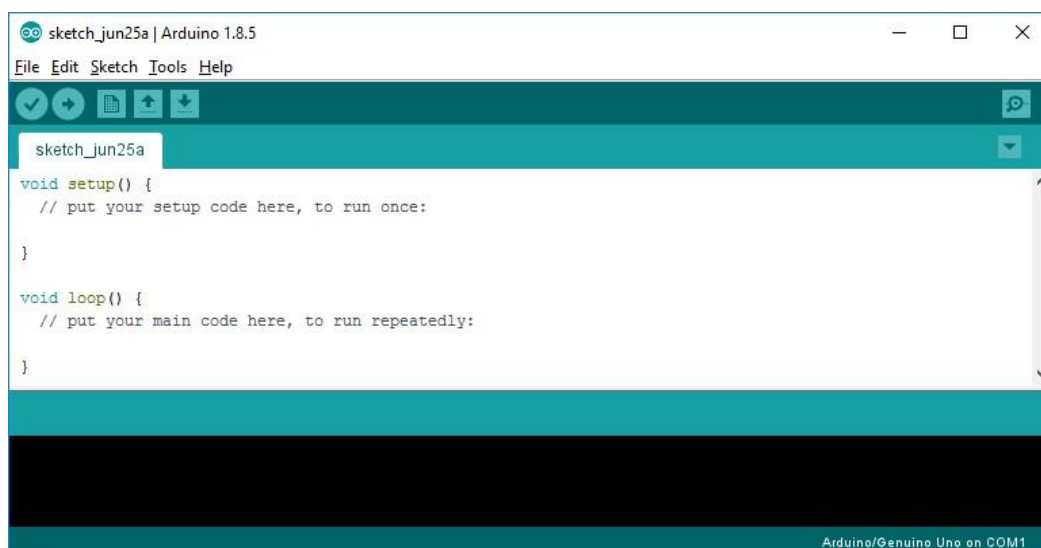 sketch_jun25a | Arduino 1.8.5
File Edit Sketch Tools Help
sketch_jun25a
void setup() {
  // put your setup code here, to run once:
}
void loop() {
  // put your main code here, to run repeatedly:
}
Arduino/Genuino Uno on COM1